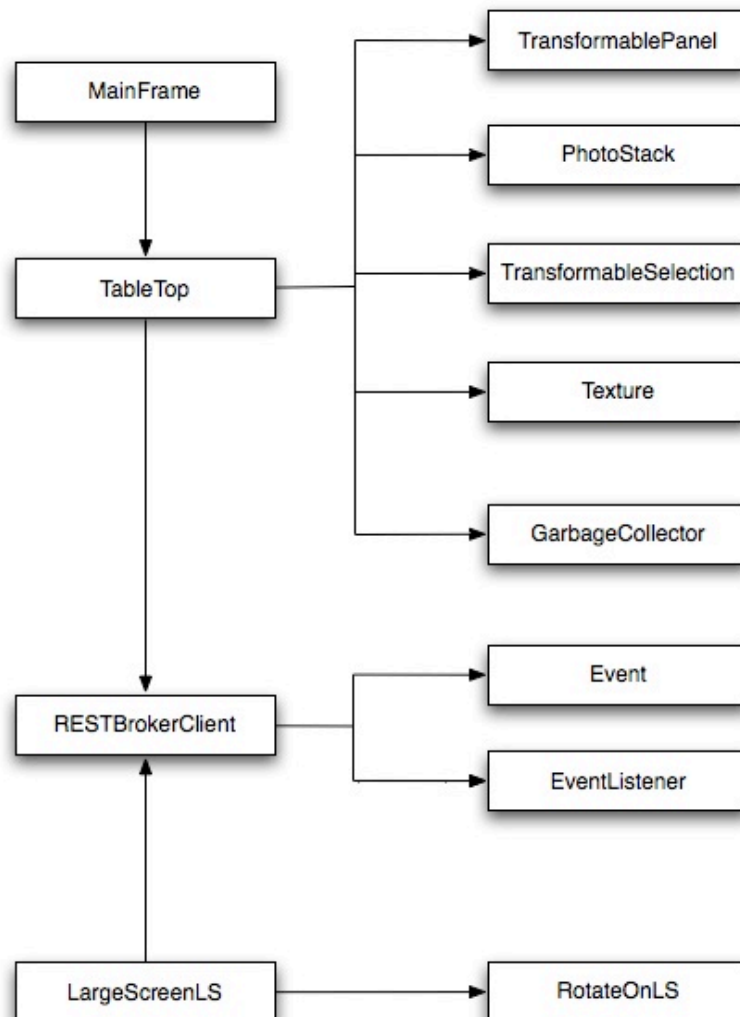 TransformablePanel
MainFrame
PhotoStack
TransformableSelection
TableTop
Texture
GarbageCollector
Event
RESTBrokerClient
EventListener
LargeScreenLS
RotateOnLS